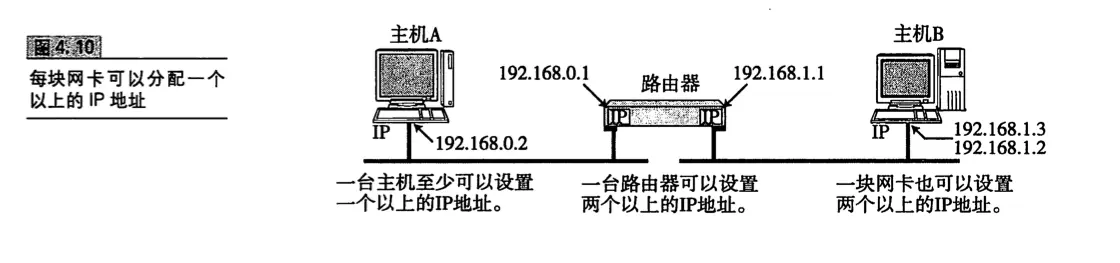 图4.10
每块网卡可以分配一个
以上的 IP 地址
主机A
IP
192.168.0.2
一台主机至少可以设置
一个以上的IP地址。
路由器
192.168.0.1
192.168.1.1
IP
IP
一台路由器可以设置
两个以上的IP地址。
主机B
IP
192.168.1.3
192.168.1.2
一块网卡也可以设置
两个以上的IP地址。